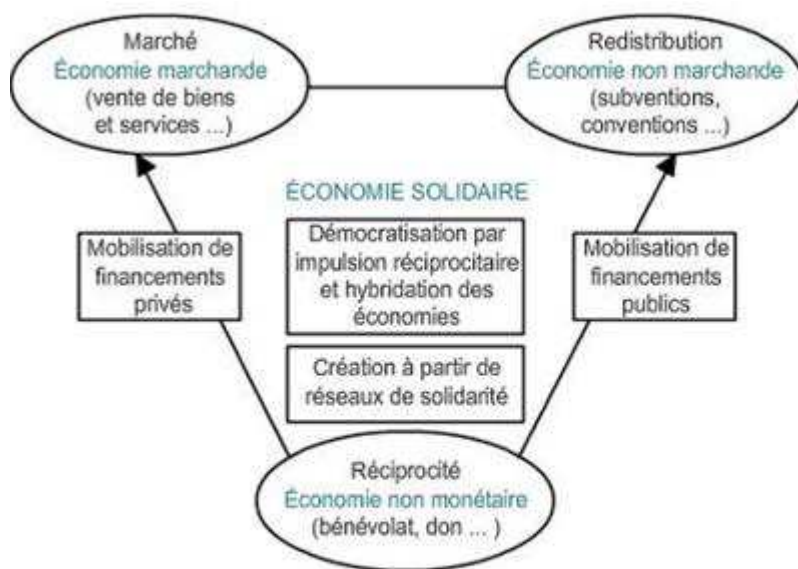 Marché
Économie marchande
(vente de biens
et services ...)
Redistribution
Économie non marchande
(subventions,
conventions ...)
ÉCONOMIE SOLIDAIRE
Mobilisation de
financements
privés
Démocratisation par
impulsion réciprocitaire
et hybridation des
économies
Mobilisation de
financements
publics
Création à partir de
réseaux de solidarité
Réciprocité
Économie non monétaire
(bénévolat, don ... )